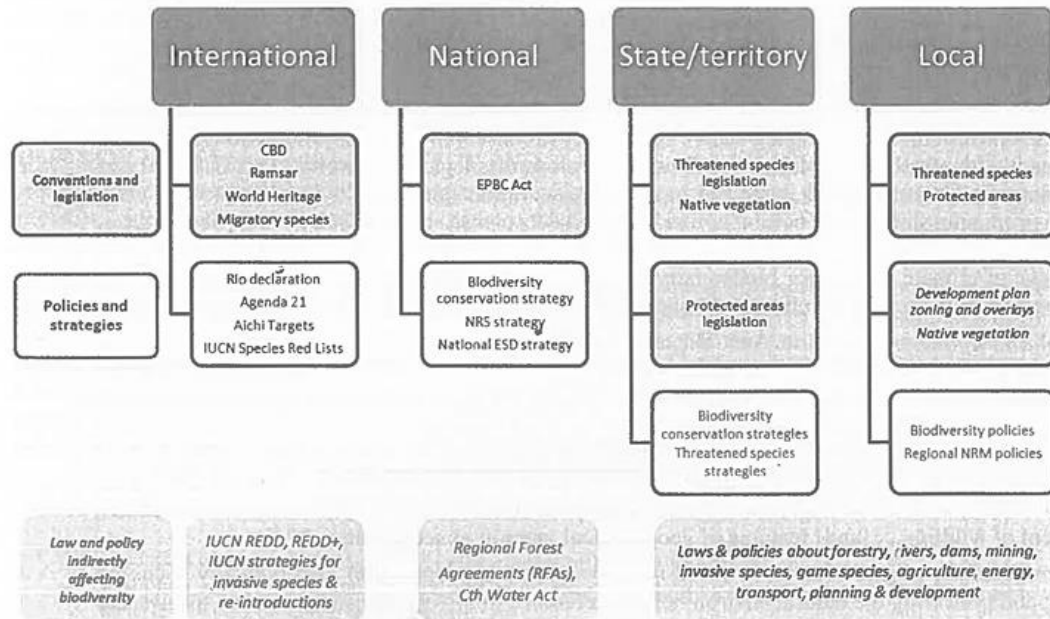 International
National
State/territory
Local
Conventions and
legislation
CBD
Ramsar
World Heritage
Migratory species
EPBC Act
Threatened species
legislation
Native vegetation
Threatened species
Protected areas
Policies and
strategies
Rio declaration
Agenda 21
Aichi Targets
IUCN Species Red Lists
Biodiversity
conservation strategy
NRS strategy
National ESD strategy
Protected areas
legislation
Development plan
zoning and overlays
Native vegetation
Biodiversity
conservation strategies
Threatened species
strategies
Biodiversity policies
Regional NRM policies
Law and policy
indirectly
affecting
biodiversity
IUCN REDD, REDD+,
IUCN strategies for
invasive species &
re-introductions
Regional Forest
Agreements (RFAs),
Cth Water Act
Laws & policies about forestry, rivers, dams, mining,
invasive species, game species, agriculture, energy,
transport, planning & development